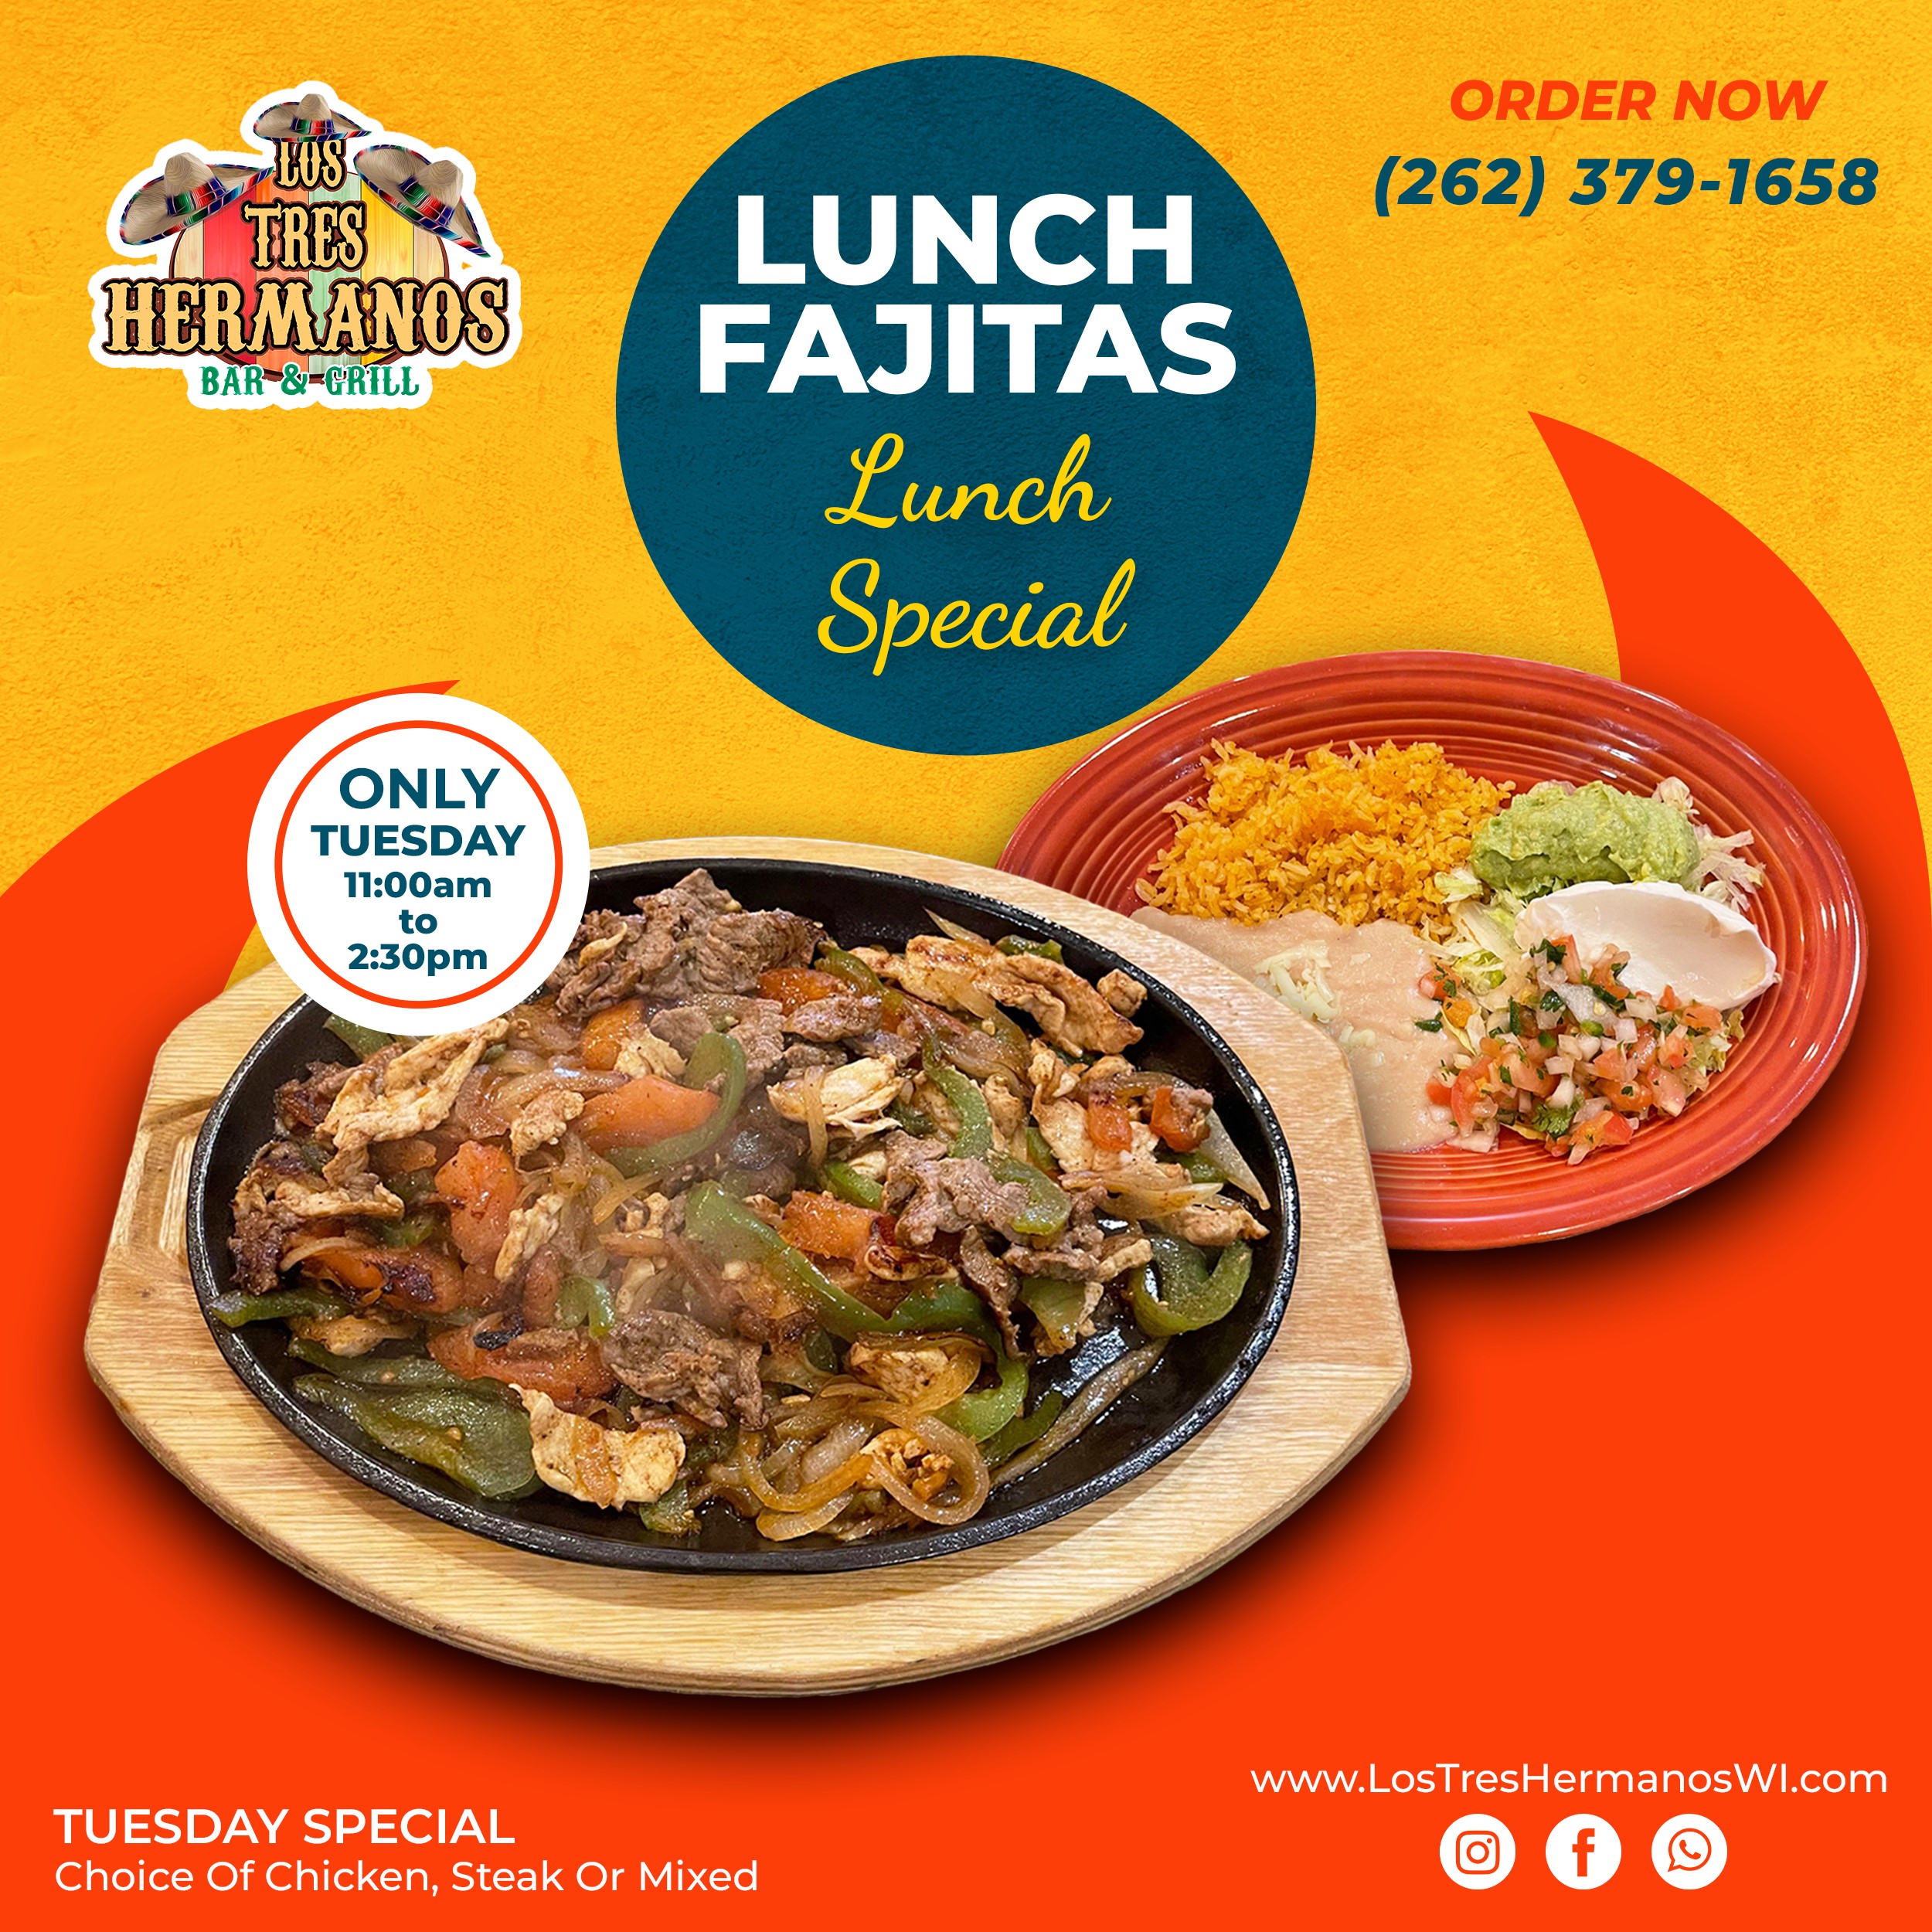 LOS
TRES
HERMANOS
BAR & GRILL
LUNCH
FAJITAS
Lunch
Special
ORDER NOW
(262) 379-1658
ONLY
TUESDAY
11:00am
to
2:30pm
TUESDAY SPECIAL
Choice Of Chicken, Steak Or Mixed
www.LosTresHermanosWI.com